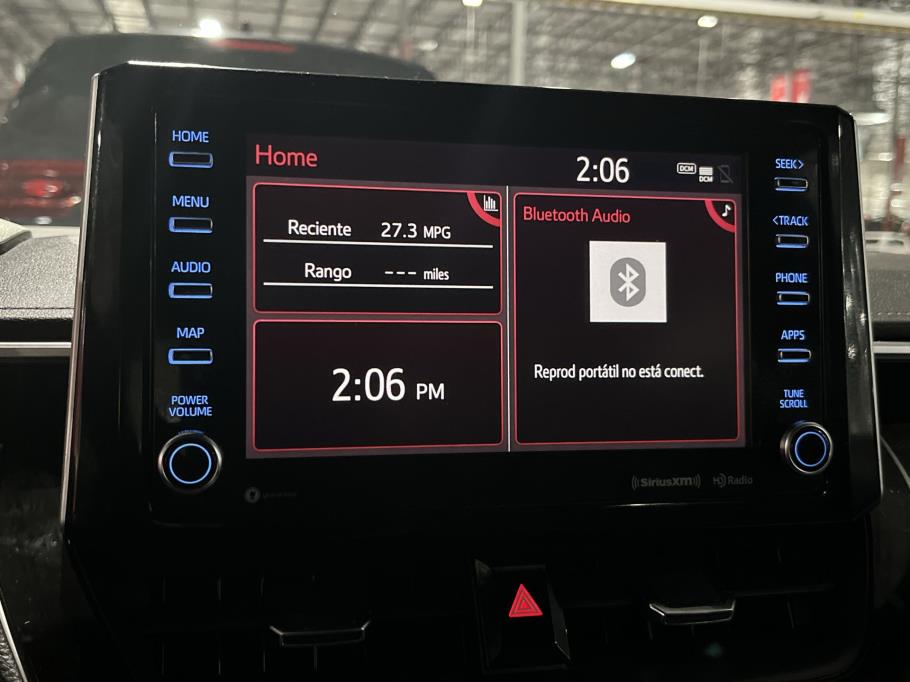 HOME
MENU
AUDIO
MAP
POWER
VOLUME
Home
2:06
DCM
DCM
Reciente 27.3 MPG
Rango --- miles
2:06 PM
Bluetooth Audio
Reprod portátil no está conect.
SEEK>
<TRACK
PHONE
APPS
TUNE
SCROLL
SiriusXM
HD Radio